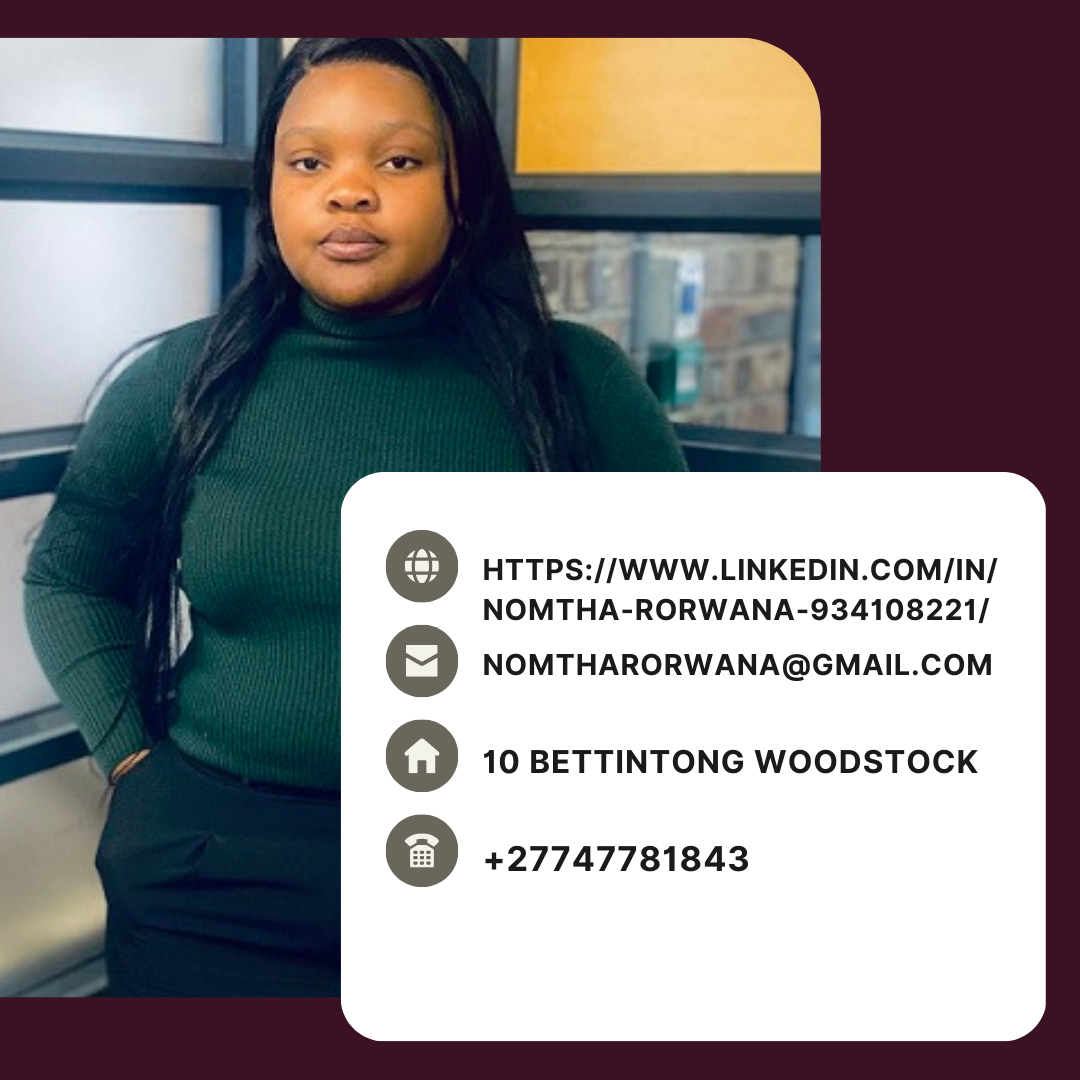 HTTPS://WWW.LINKEDIN.COM/IN/
NOMTHA-RORWANA-934108221/
NOMTHARORWANA@GMAIL.COM
10 BETTINTONG WOODSTOCK
+27747781843